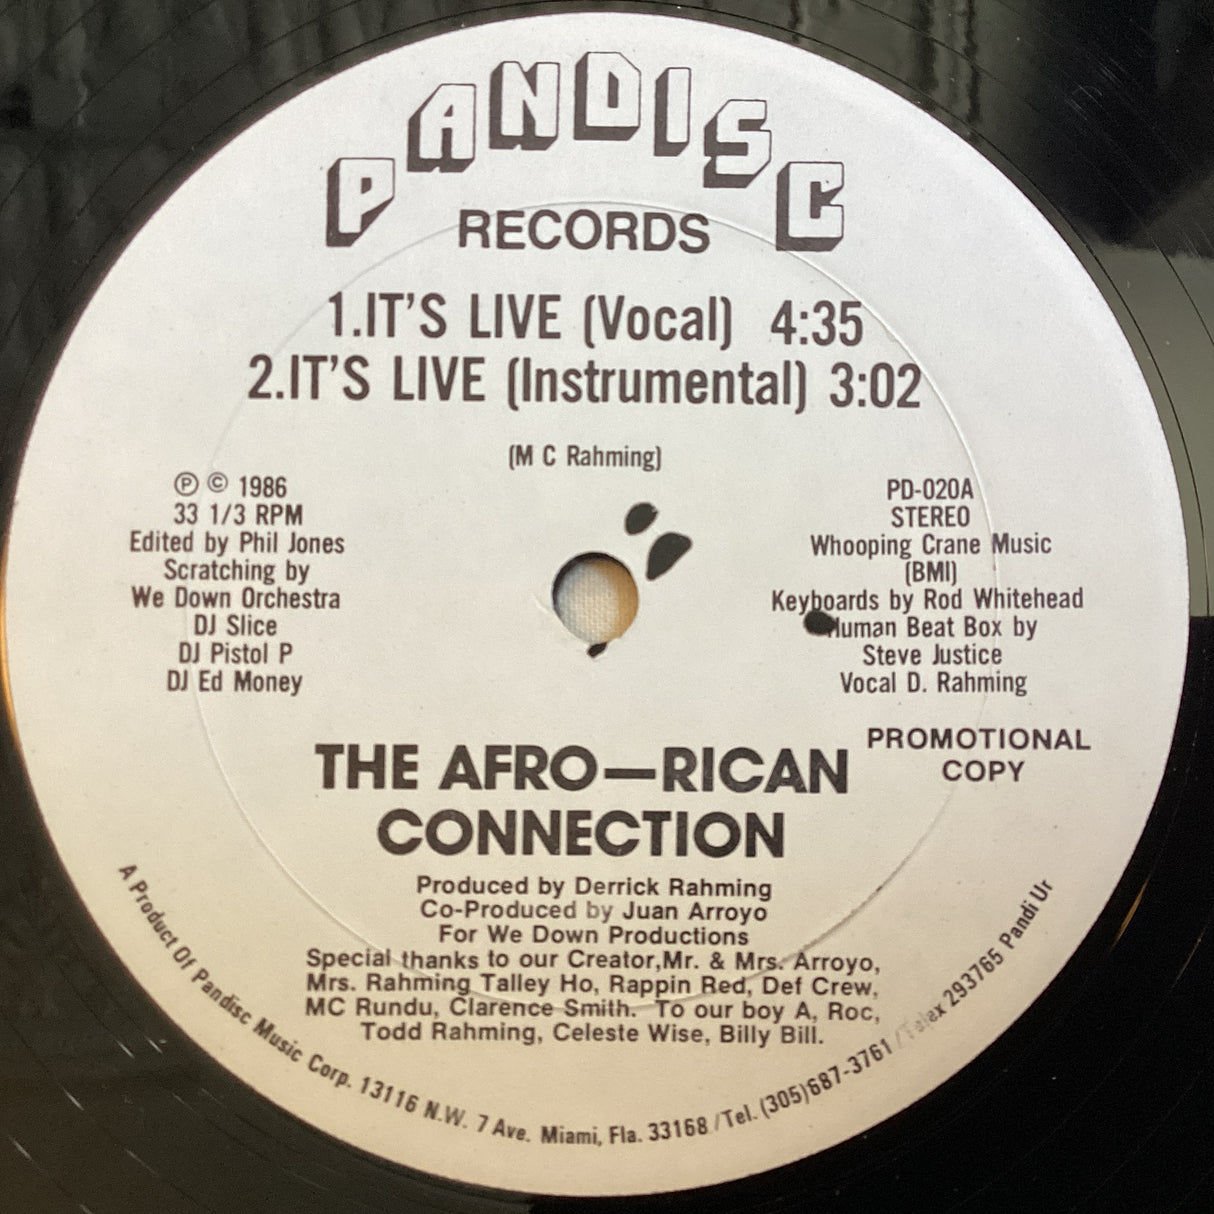 PANDISC
RECORDS
1.IT'S LIVE (Vocal) 4:35
2.IT'S LIVE (Instrumental) 3:02
(M C Rahming)
℗ © 1986
33 1/3 RPM
Edited by Phil Jones
Scratching by
We Down Orchestra
DJ Slice
DJ Pistol P
DJ Ed Money
PD-020A
STEREO
Whooping Crane Music
(BMI)
Keyboards by Rod Whitehead
Human Beat Box by
Steve Justice
Vocal D. Rahming
PROMOTIONAL
COPY
THE AFRO—RICAN
CONNECTION
Produced by Derrick Rahming
Co-Produced by Juan Arroyo
For We Down Productions
Special thanks to our Creator,Mr. & Mrs. Arroyo,
Mrs. Rahming Talley Ho, Rappin Red, Def Crew,
MC Rundu, Clarence Smith. To our boy A, Roc,
Todd Rahming, Celeste Wise, Billy Bill.
A Product Of Pandisc Music Corp. 13116 N.W. 7 Ave. Miami, Fla. 33168 /Tel. (305)687-3761 /Telex 293765 Pandi Ur